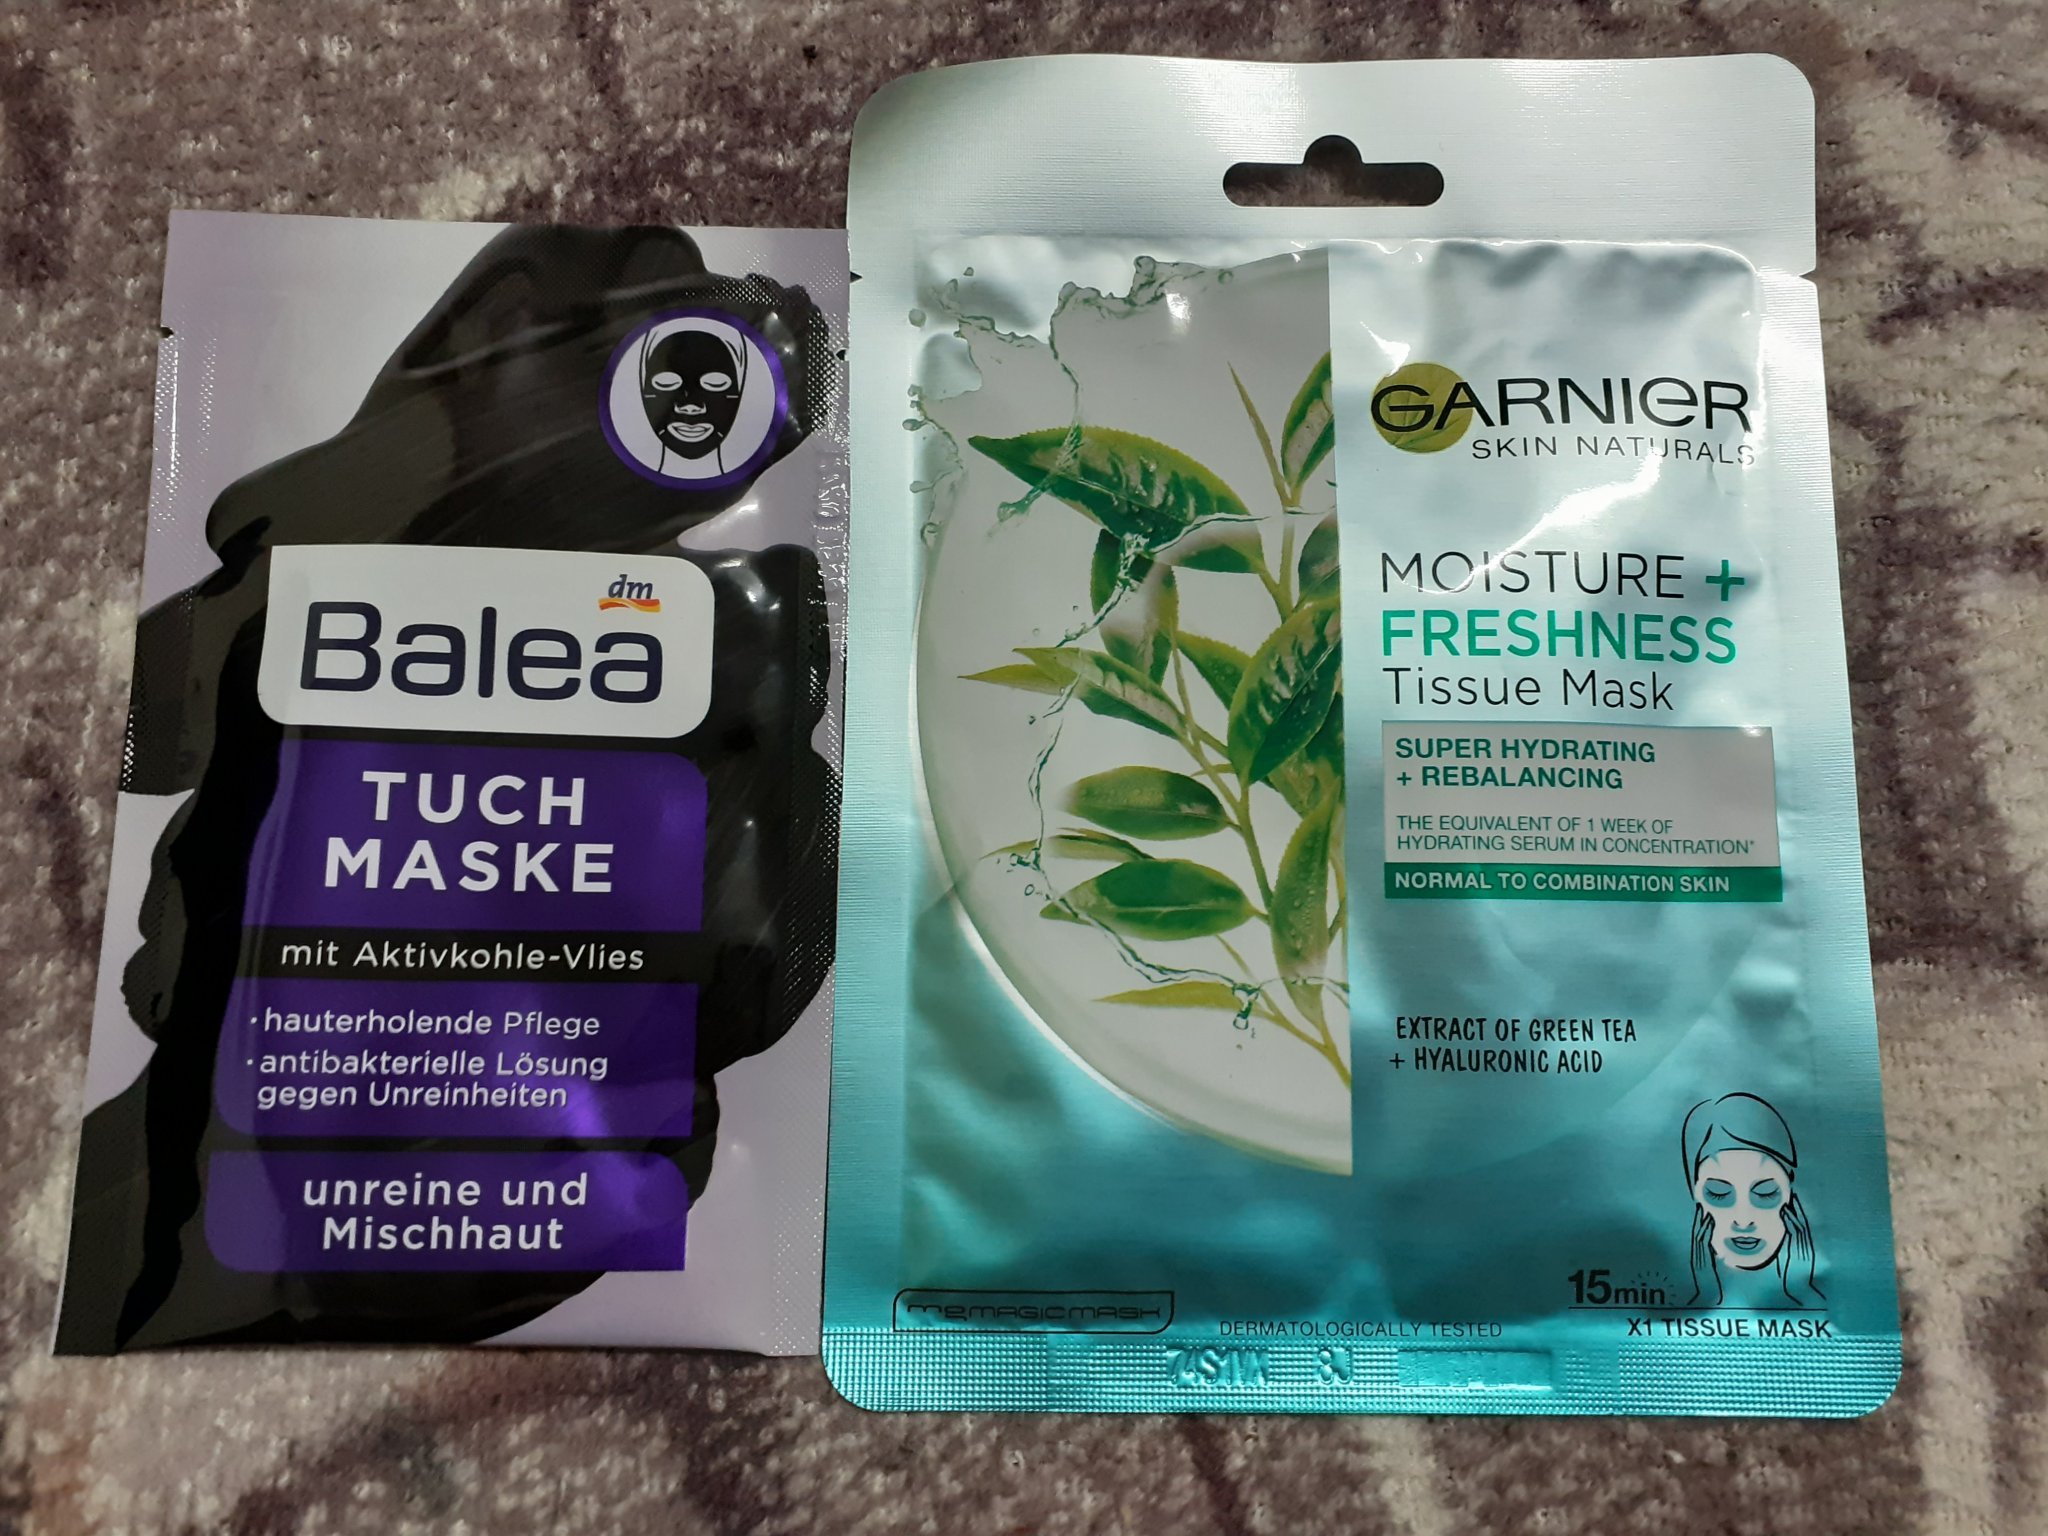 dm
Balea
TUCH
MASKE
mit Aktivkohle-Vlies
· hauterholende Pflege
· antibakterielle Lösung
gegen Unreinheiten
unreine und
Mischhaut
GARNIER
SKIN NATURALS
MOISTURE +
FRESHNESS
Tissue Mask
SUPER HYDRATING
+ REBALANCING
THE EQUIVALENT OF 1 WEEK OF
HYDRATING SERUM IN CONCENTRATION*
NORMAL TO COMBINATION SKIN
EXTRACT OF GREEN TEA
+ HYALURONIC ACID
15min
X1 TISSUE MASK
MAGICMASK
DERMATOLOGICALLY TESTED